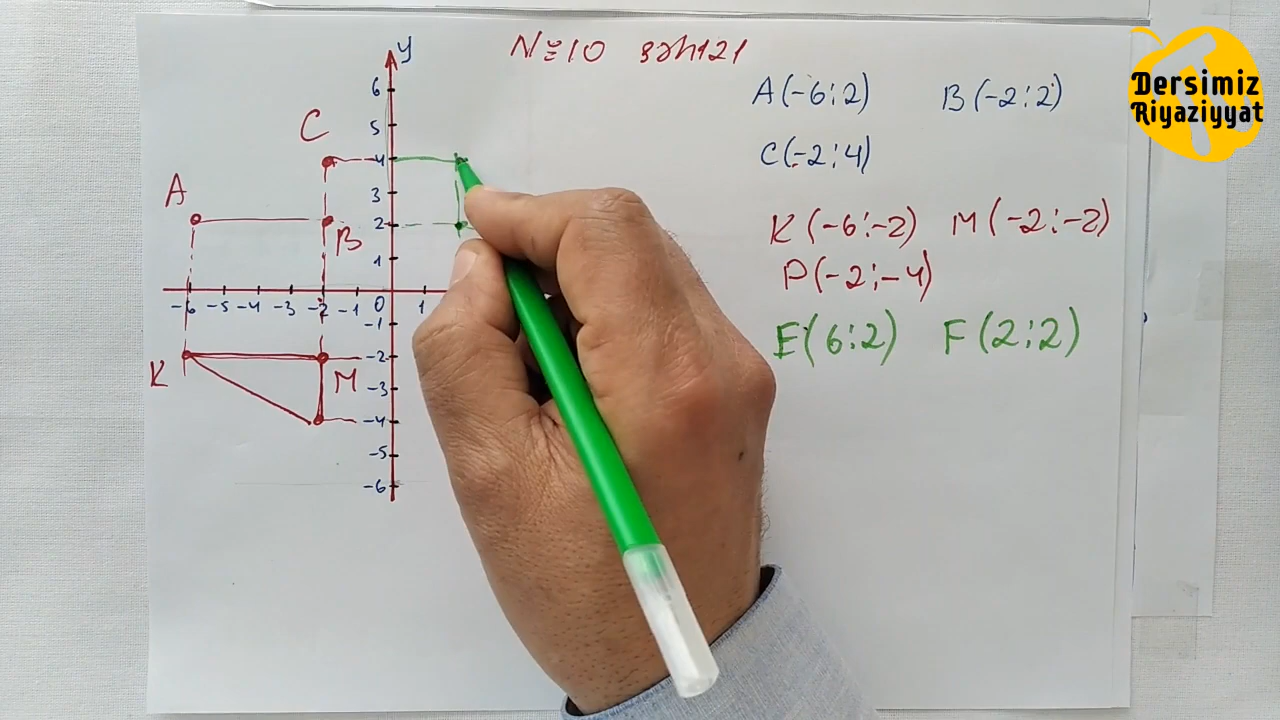 №10 səh121
y
6
5
4
3
2
1
-6 -5 -4 -3 -2 -1 0 1
-1
-2
-3
-4
-5
-6
C
A
B
K
M
A(-6;2) B(-2;2)
C(-2;4)
K(-6;-2) M(-2;-2)
P(-2;-4)
E(6;2) F(2;2)
Dersimiz
Riyaziyyat